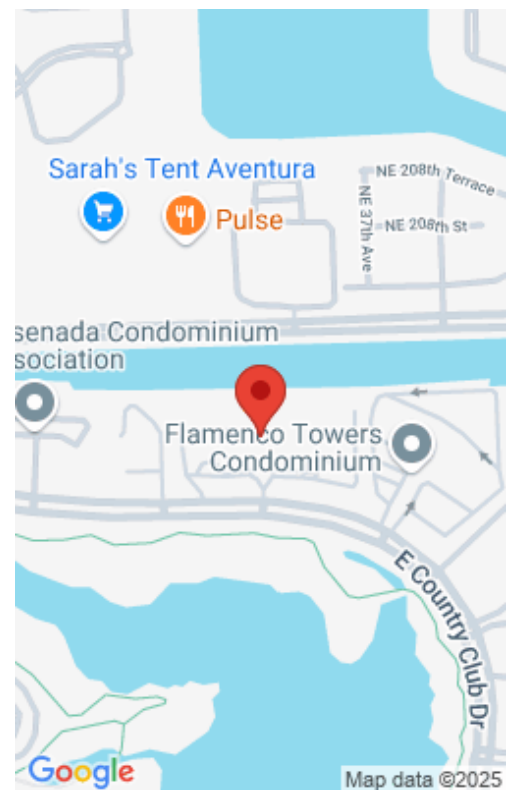 Sarah's Tent Aventura
Pulse
NE 208th Terrace
NE 37th Ave
NE 208th St
senada Condominium
sociation
Flamenco Towers
Condominium
E Country Club Dr
Google
Map data ©2025